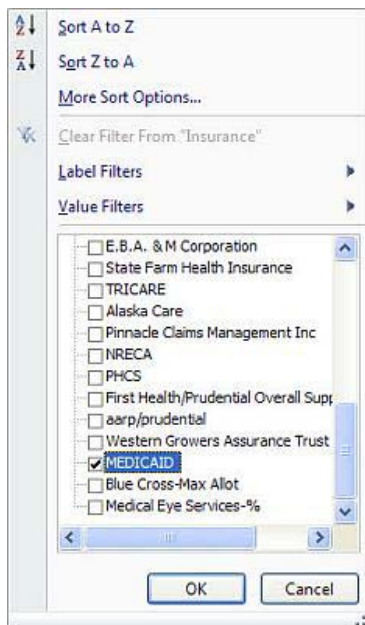 Sort A to Z
Sort Z to A
More Sort Options...
Clear Filter From "Insurance"
Label Filters
Value Filters
E.B.A. & M Corporation
State Farm Health Insurance
TRICARE
Alaska Care
Pinnacle Claims Management Inc
NRECA
PHCS
First Health/Prudential Overall Supp
aarp/prudential
Western Growers Assurance Trust
MEDICAID
Blue Cross-Max Allot
Medical Eye Services-%
OK Cancel